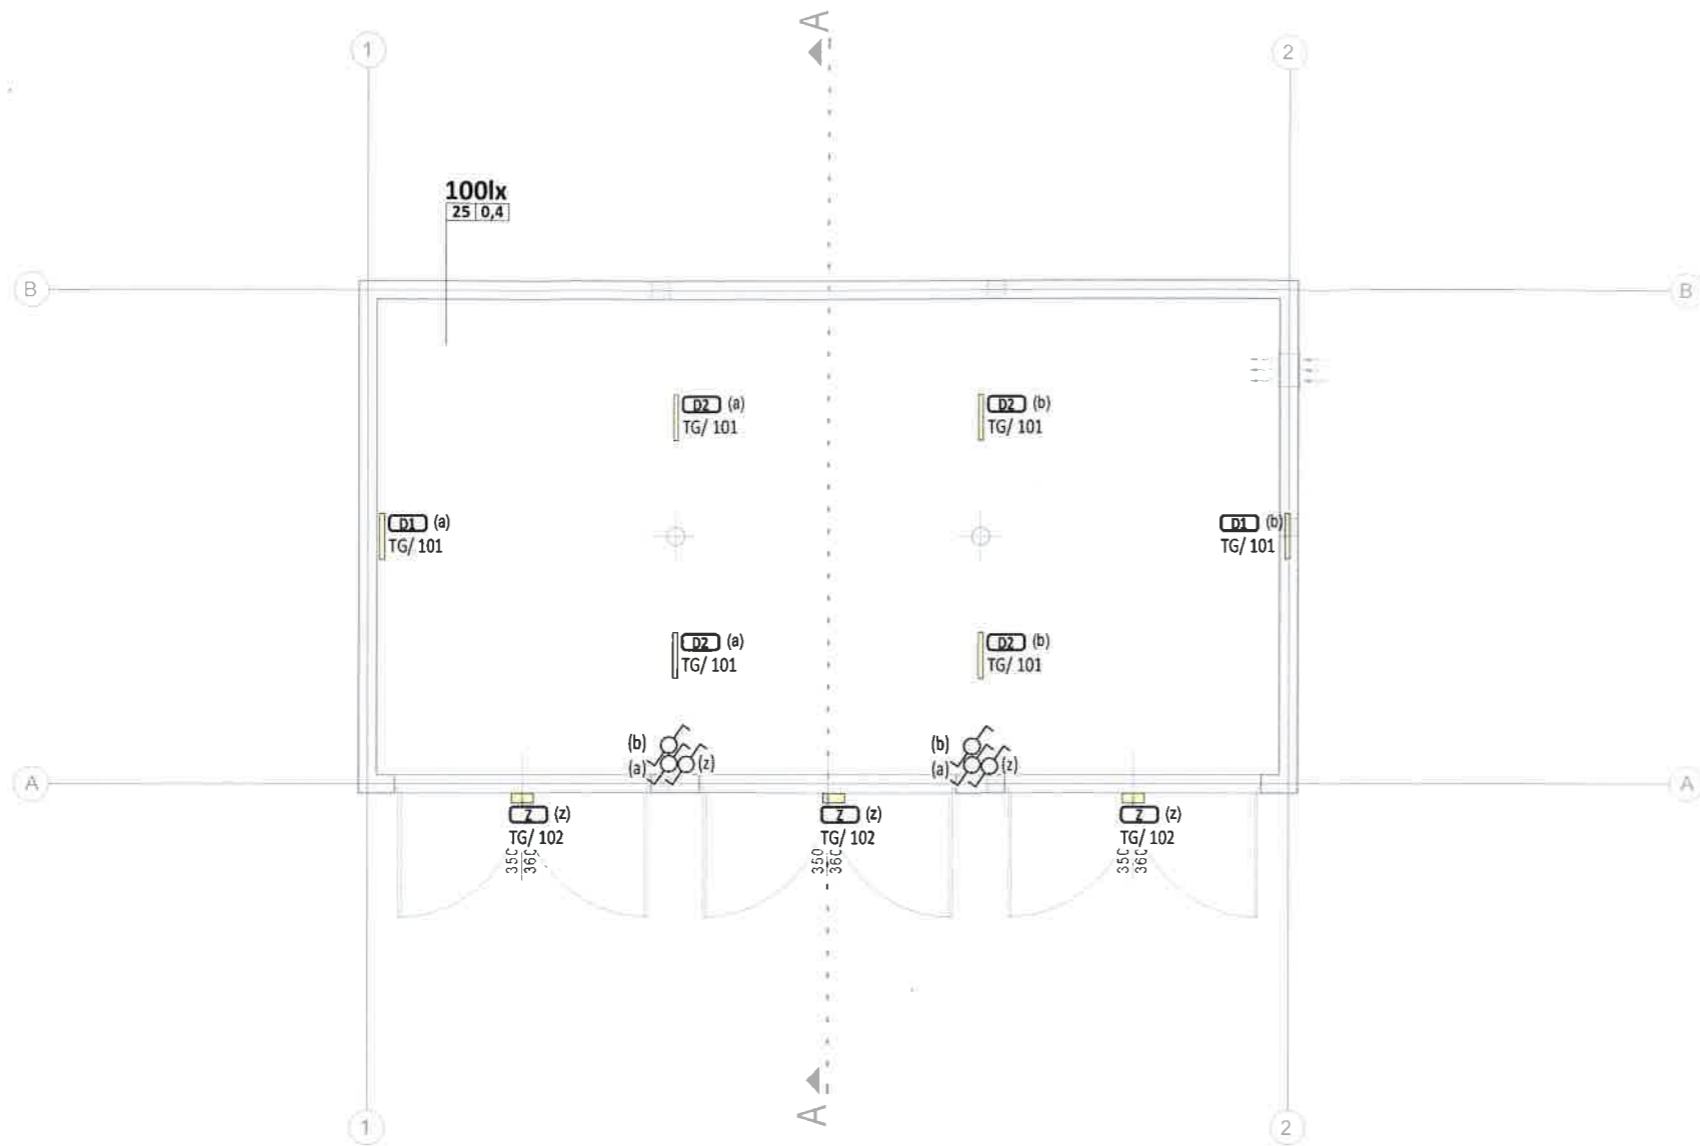 A
1
2
100lx
25 0,4
B
B
D2 (a)
TG/ 101
D2 (b)
TG/ 101
D1 (a)
TG/ 101
D1 (b)
TG/ 101
D2 (a)
TG/ 101
D2 (b)
TG/ 101
(b)
(a) (z)
(b)
(a) (z)
A
A
Z (z)
TG/ 102
350
360
Z (z)
TG/ 102
350
360
Z (z)
TG/ 102
350
360
A
1
2